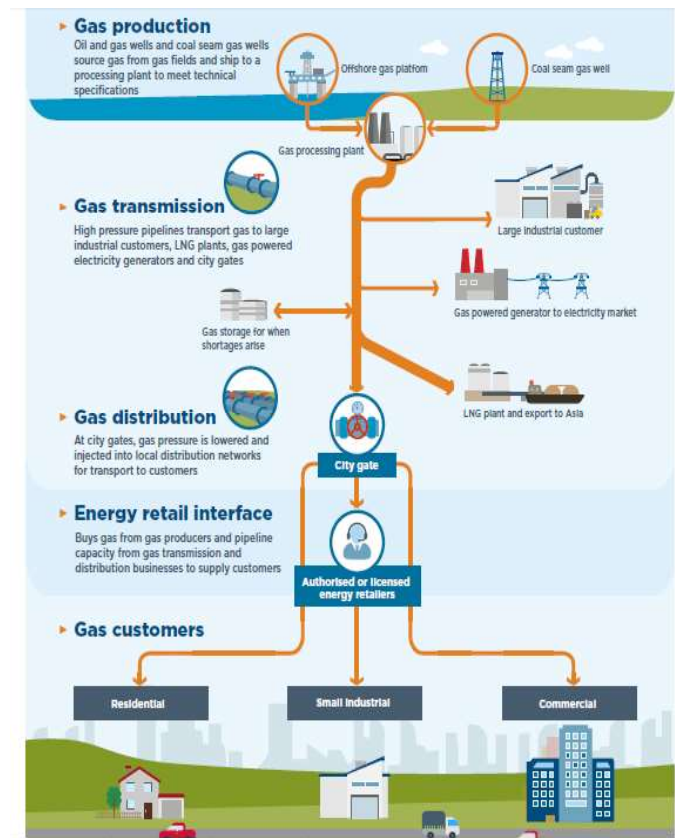 Gas production
Oil and gas wells and coal seam gas wells
source gas from gas fields and ship to a
processing plant to meet technical
specifications
Offshore gas platfom
Coal seam gas well
Gas processing plant
Gas transmission
High pressure pipelines transport gas to large
industrial customers, LNG plants, gas powered
electricity generators and city gates
Large industrial customer
Gas powered generator to electricity market
Gas storage for when
shortages arise
LNG plant and export to Asia
Gas distribution
At city gates, gas pressure is lowered and
injected into local distribution networks
for transport to customers
City gate
Energy retail interface
Buys gas from gas producers and pipeline
capacity from gas transmission and
distribution businesses to supply customers
Authorised or licensed
energy retailers
Gas customers
Residential
Small Industrial
Commercial